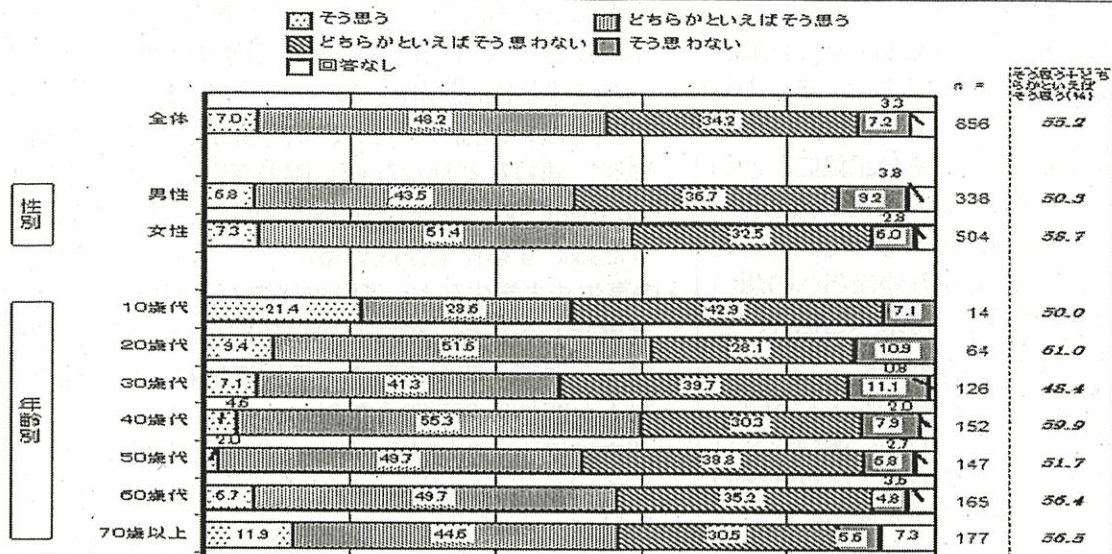 そう思う どちらかといえばそう思う
どちらかといえばそう思わない そう思わない
回答なし
n = そう思う+どち
らかといえば
そう思う(%)
3.3
全体 7.0 48.2 34.2 7.2 856 55.2
3.8
性別
男性 6.8 43.5 36.7 9.2 338 50.3
2.8
女性 7.3 51.4 32.5 6.0 504 58.7
年齢別
10歳代 21.4 28.6 42.9 7.1 14 50.0
20歳代 9.4 51.6 28.1 10.9 64 61.0
0.8
30歳代 7.1 41.3 39.7 11.1 126 48.4
4.6 2.0
40歳代 55.3 30.3 7.9 152 59.9
2.0 2.7
50歳代 49.7 38.8 6.8 147 51.7
3.6
60歳代 6.7 49.7 35.2 4.8 165 56.4
70歳以上 11.9 44.6 30.5 5.6 7.3 177 56.5